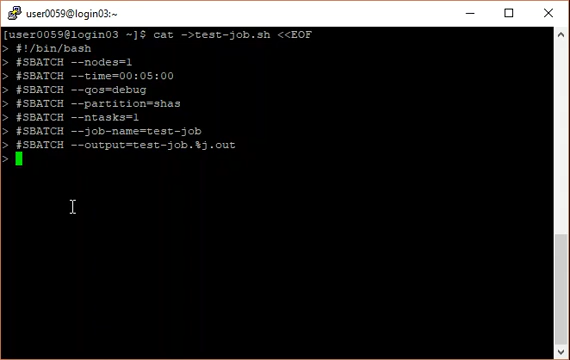 user0059@login03:~
[user0059@login03 ~]$ cat ->test-job.sh <<EOF
> #!/bin/bash
> #SBATCH --nodes=1
> #SBATCH --time=00:05:00
> #SBATCH --qos=debug
> #SBATCH --partition=shas
> #SBATCH --ntasks=1
> #SBATCH --job-name=test-job
> #SBATCH --output=test-job.%j.out
>